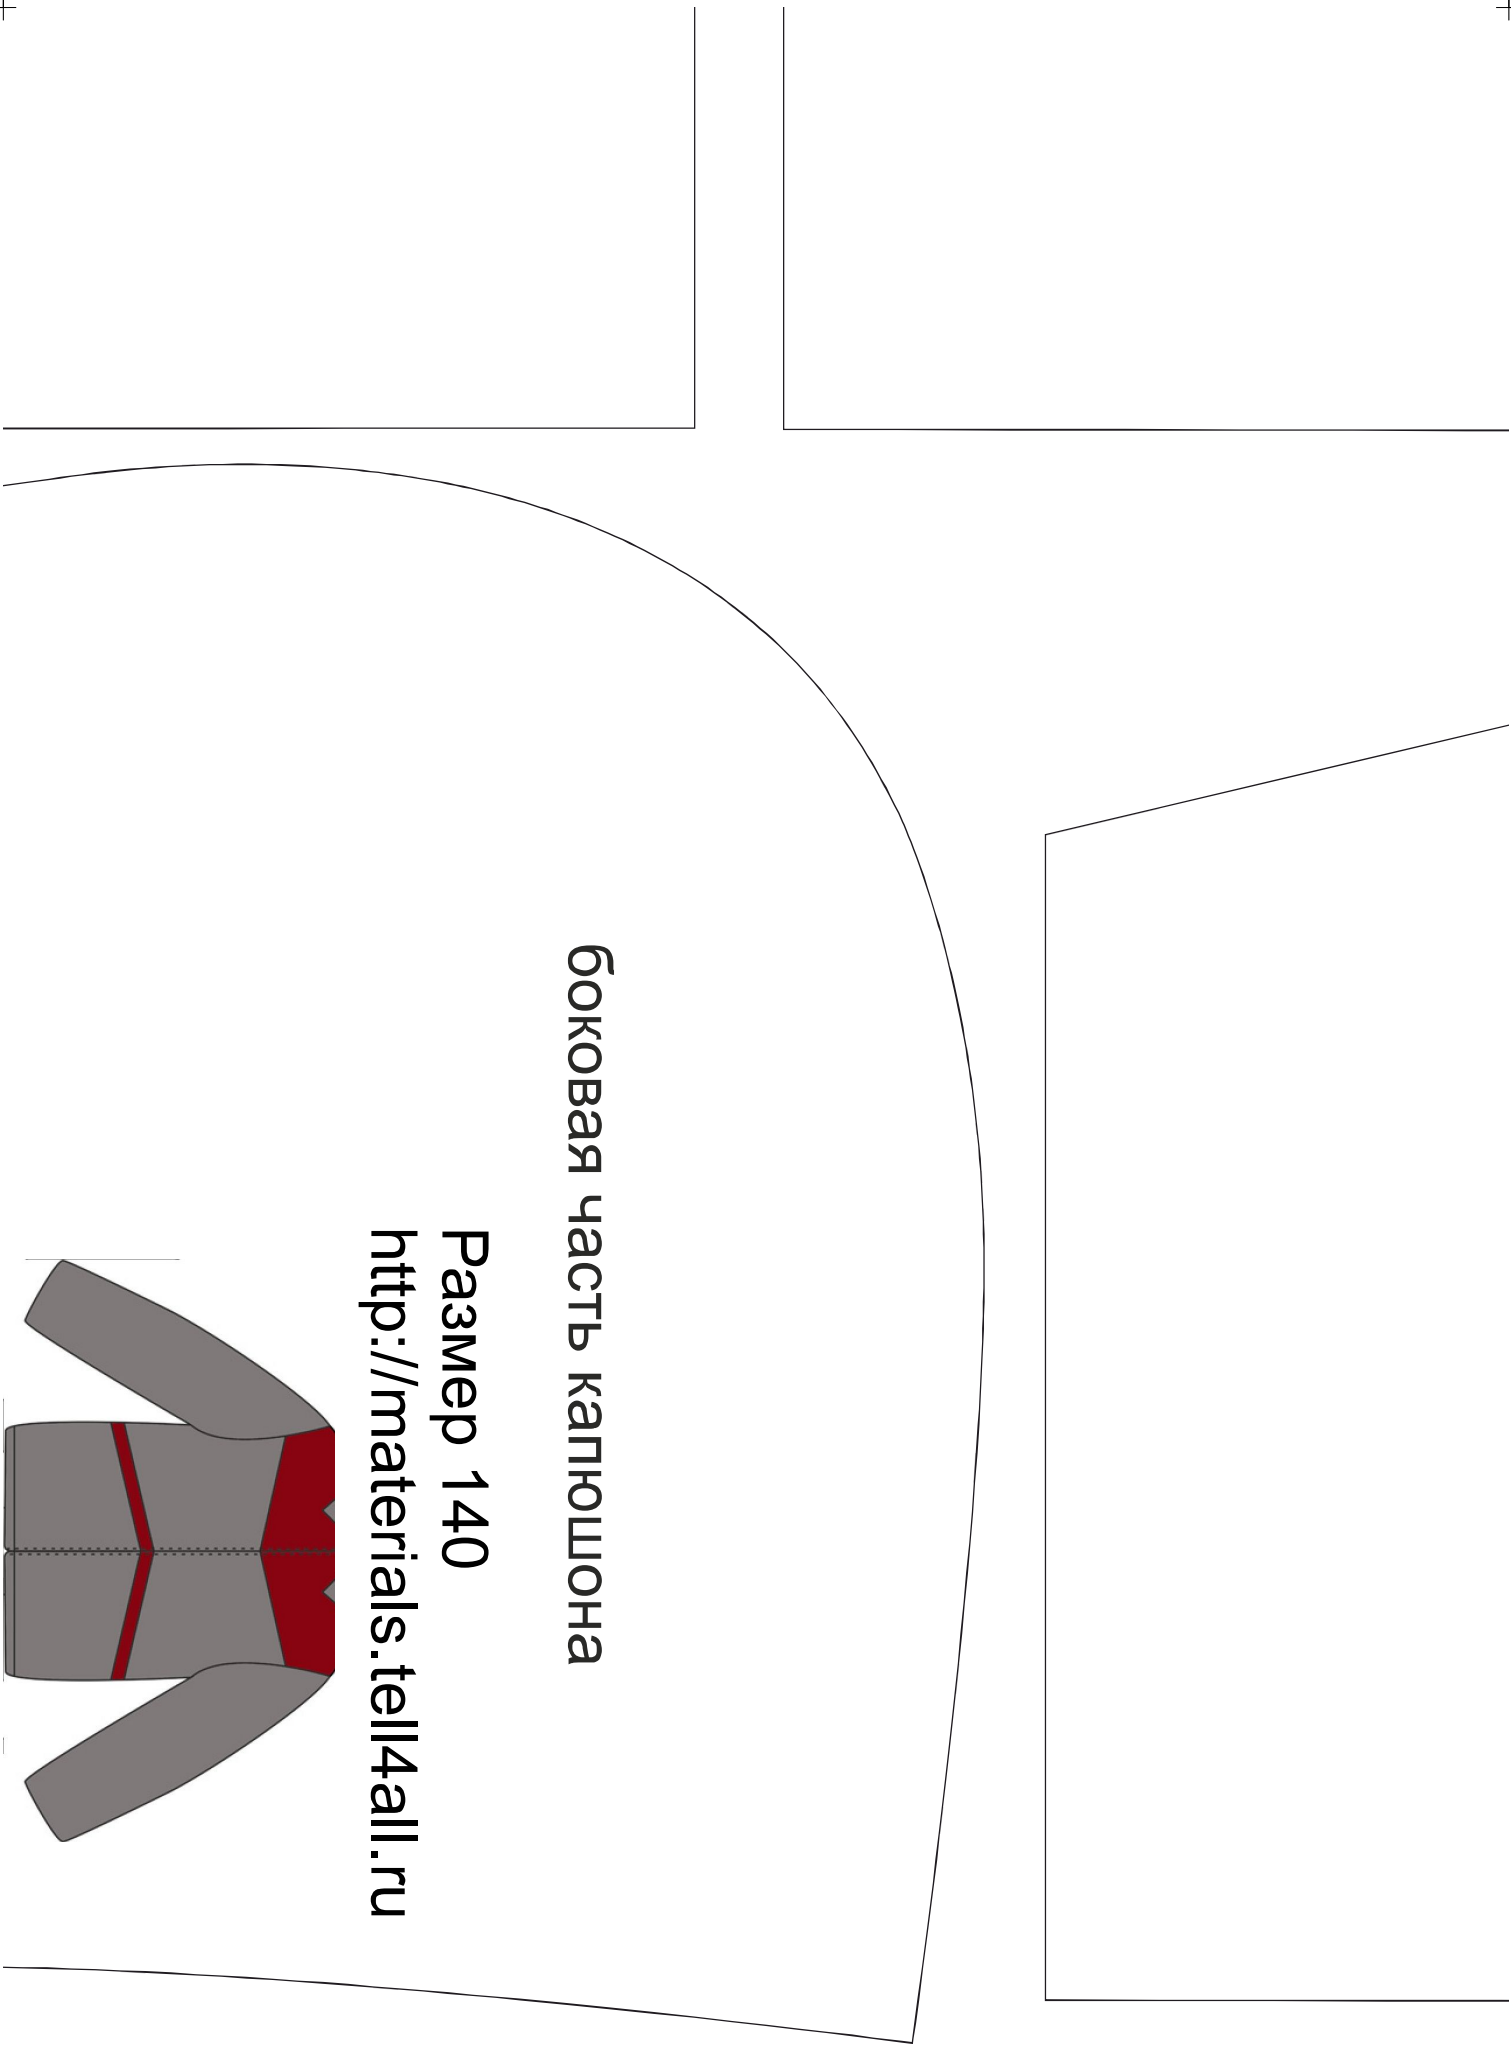 боковая часть капюшона
Размер 140
http://materials.tell4all.ru